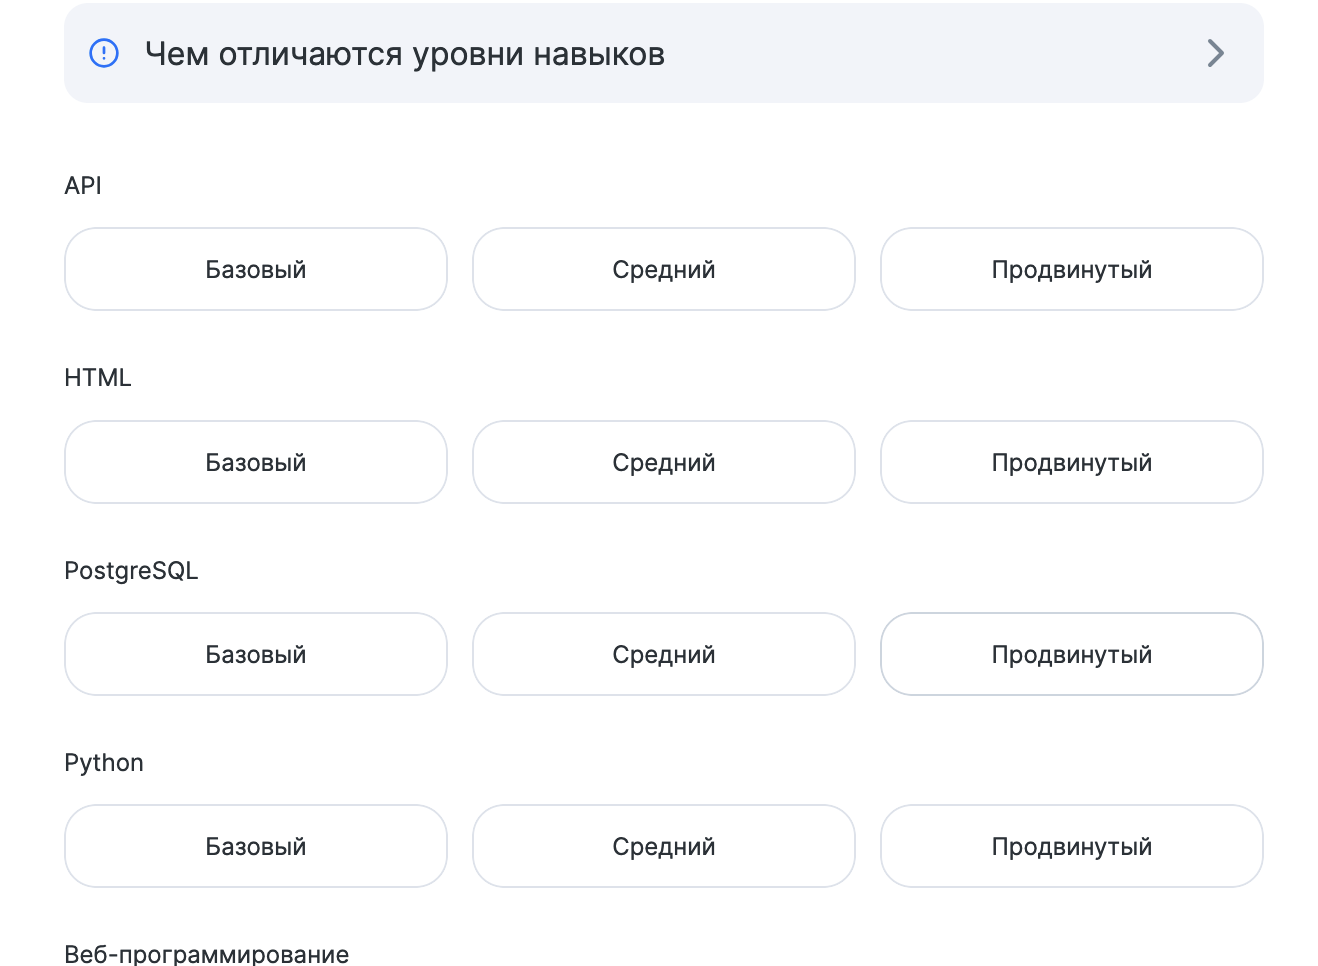 Чем отличаются уровни навыков
API
Базовый Средний Продвинутый
HTML
Базовый Средний Продвинутый
PostgreSQL
Базовый Средний Продвинутый
Python
Базовый Средний Продвинутый
Веб-программирование